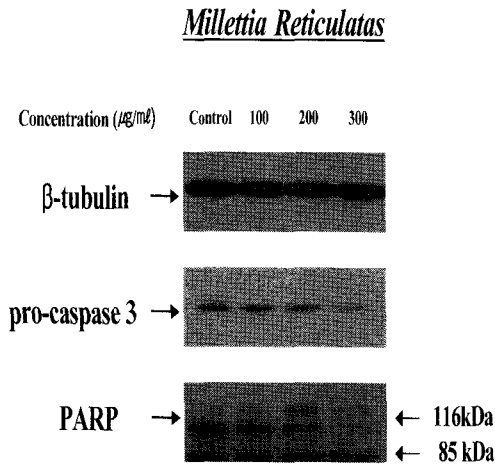 Millettia Reticulatas
Concentration (㎍/㎖) Control 100 200 300
β-tubulin →
pro-caspase 3 →
PARP → ← 116kDa
← 85 kDa